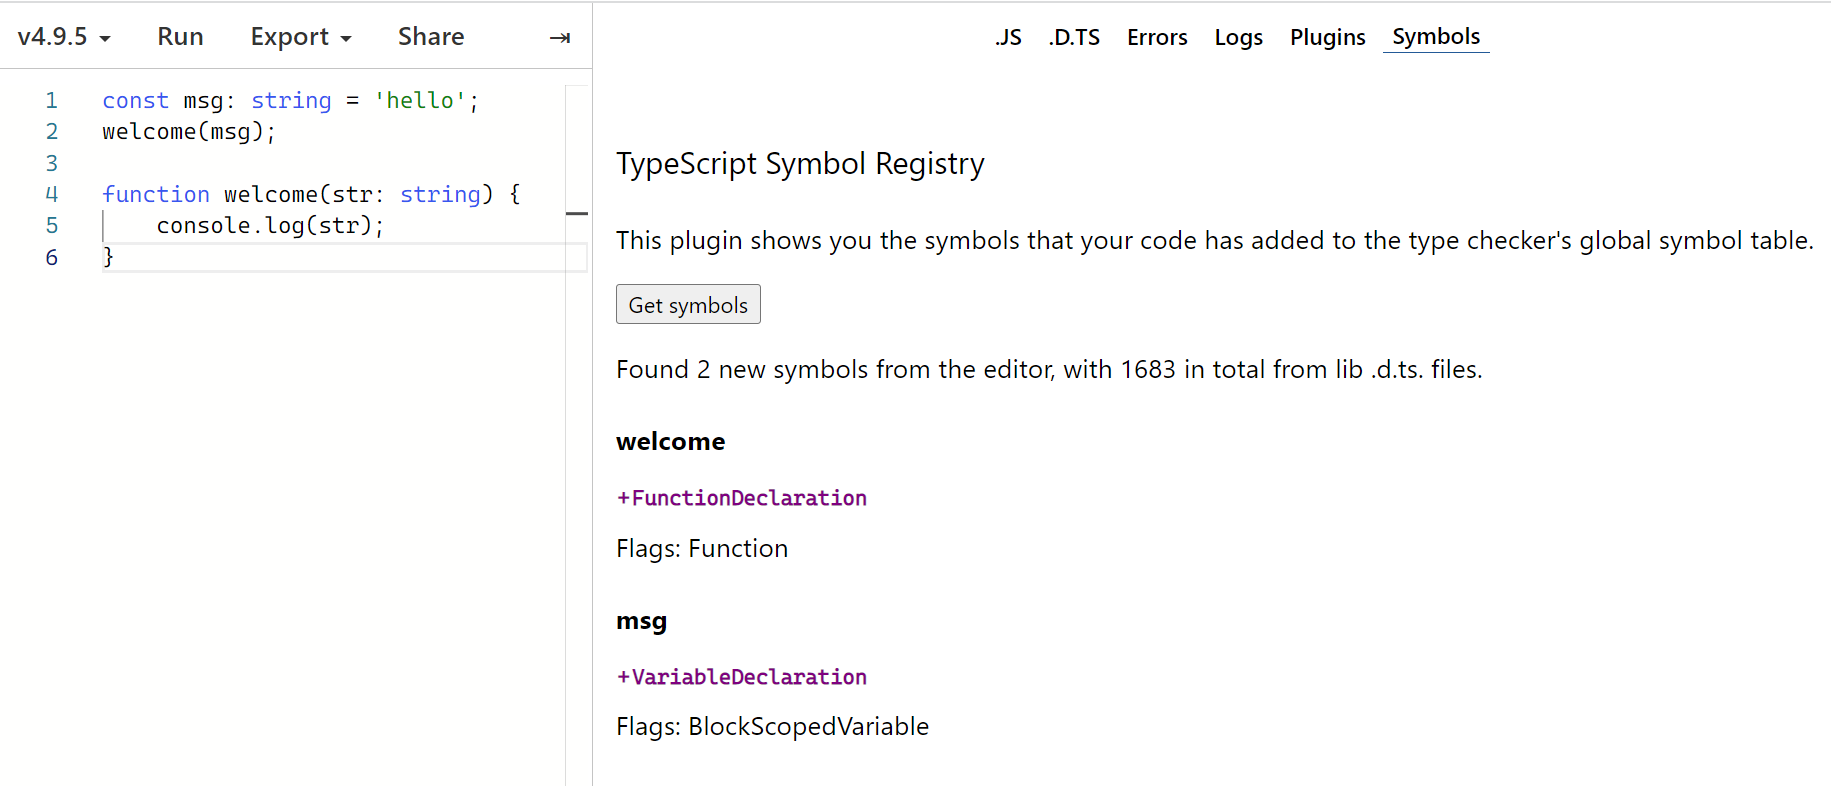 v4.9.5 Run Export Share
.JS .D.TS Errors Logs Plugins Symbols
1 const msg: string = 'hello';
2 welcome(msg);
3
4 function welcome(str: string) {
5 console.log(str);
6 }
TypeScript Symbol Registry
This plugin shows you the symbols that your code has added to the type checker's global symbol table.
Get symbols
Found 2 new symbols from the editor, with 1683 in total from lib .d.ts. files.
welcome
+FunctionDeclaration
Flags: Function
msg
+VariableDeclaration
Flags: BlockScopedVariable